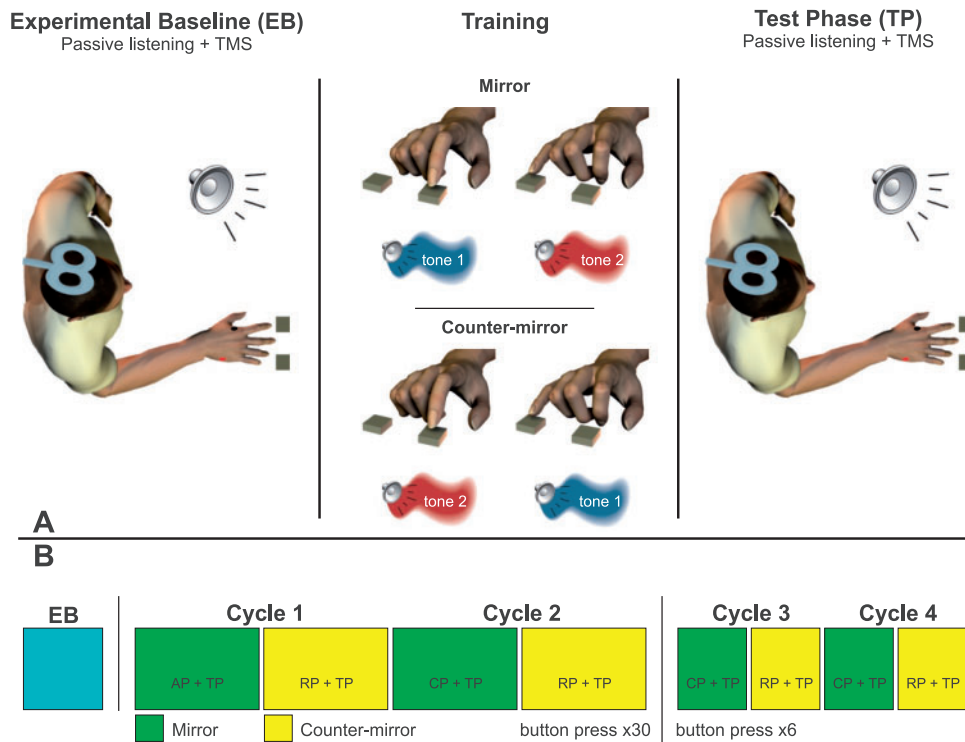 Experimental Baseline (EB)
Passive listening + TMS
Training
Test Phase (TP)
Passive listening + TMS
Mirror
tone 1
tone 2
Counter-mirror
tone 2
tone 1
A
B
EB
Cycle 1
Cycle 2
Cycle 3
Cycle 4
AP + TP
RP + TP
CP + TP
RP + TP
CP + TP
RP + TP
CP + TP
RP + TP
Mirror
Counter-mirror
button press x30
button press x6